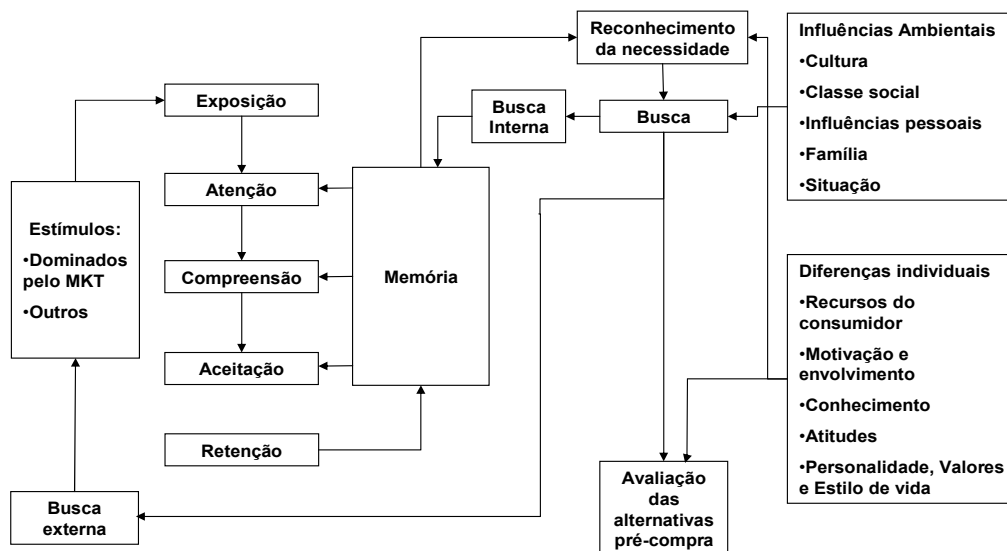 Reconhecimento
da necessidade
Influências Ambientais
•Cultura
•Classe social
•Influências pessoais
•Família
•Situação
Exposição
Busca
Interna
Busca
Atenção
Estímulos:
•Dominados
pelo MKT
•Outros
Compreensão
Memória
Aceitação
Retenção
Diferenças individuais
•Recursos do
consumidor
•Motivação e
envolvimento
•Conhecimento
•Atitudes
•Personalidade, Valores
e Estilo de vida
Busca
externa
Avaliação
das
alternativas
pré-compra